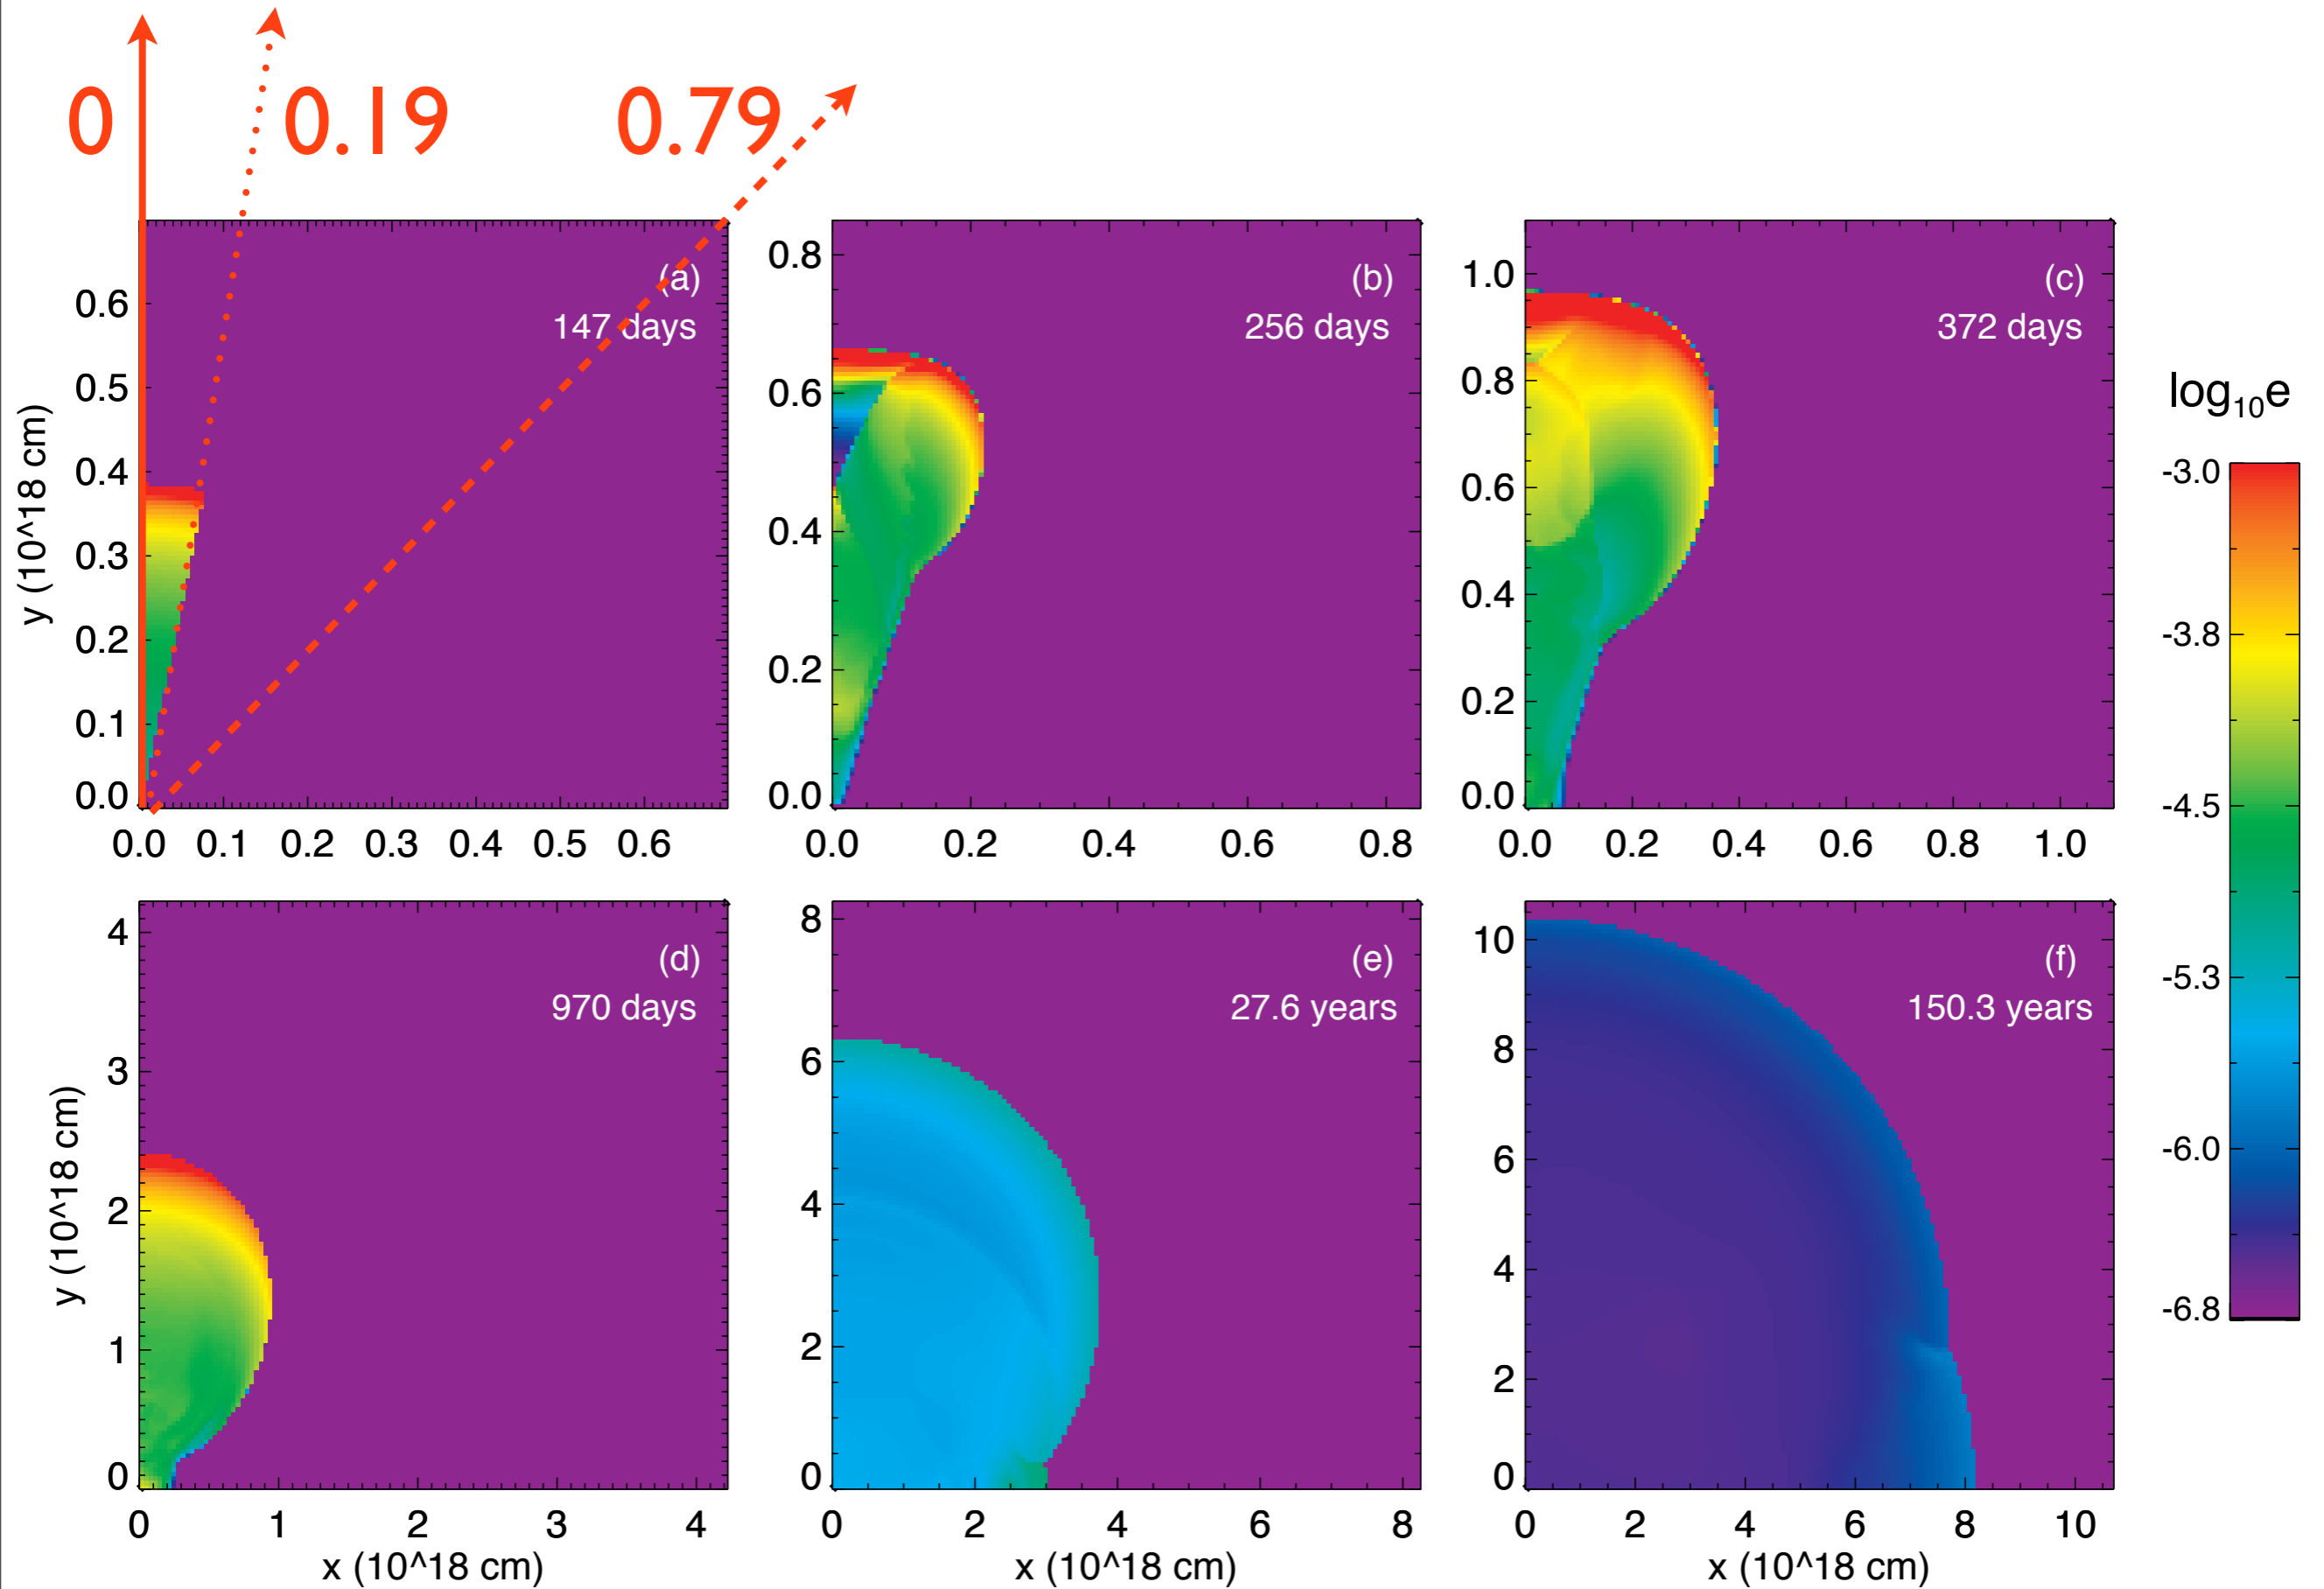 0 0.19 0.79
(a) (b) (c)
147 days 256 days 372 days
y (10^18 cm)
0.6
0.5
0.4
0.3
0.2
0.1
0.0
0.0 0.1 0.2 0.3 0.4 0.5 0.6
0.8
0.6
0.4
0.2
0.0
0.0 0.2 0.4 0.6 0.8
1.0
0.8
0.6
0.4
0.2
0.0
0.0 0.2 0.4 0.6 0.8 1.0
log₁₀e
-3.0
-3.8
-4.5
-5.3
-6.0
-6.8
(d) (e) (f)
970 days 27.6 years 150.3 years
y (10^18 cm)
4
3
2
1
0
0 1 2 3 4
x (10^18 cm)
8
6
4
2
0
0 2 4 6 8
x (10^18 cm)
10
8
6
4
2
0
0 2 4 6 8 10
x (10^18 cm)